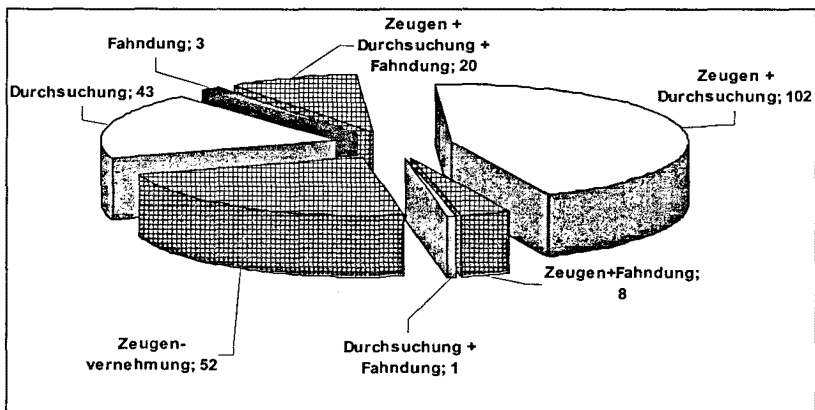 Zeugen +
Durchsuchung +
Fahndung; 20
Fahndung; 3
Durchsuchung; 43
Zeugen +
Durchsuchung; 102
Zeugen+Fahndung;
8
Durchsuchung +
Fahndung; 1
Zeugen-
vernehmung; 52